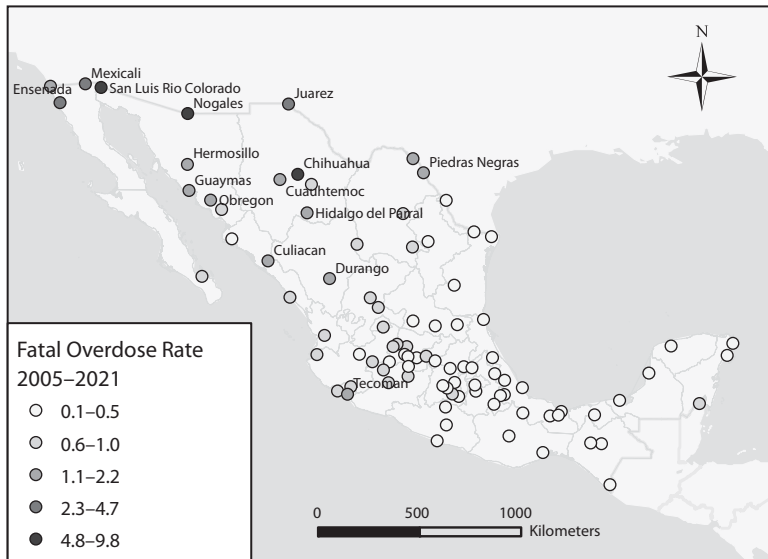 N
Mexicali
Ensenada
San Luis Rio Colorado
Nogales
Juarez
Hermosillo
Chihuahua
Piedras Negras
Guaymas
Cuauhtemoc
Obregon
Hidalgo del Parral
Culiacan
Durango
Tecoman
Fatal Overdose Rate
2005–2021
0.1–0.5
0.6–1.0
1.1–2.2
2.3–4.7
4.8–9.8
0 500 1000
Kilometers